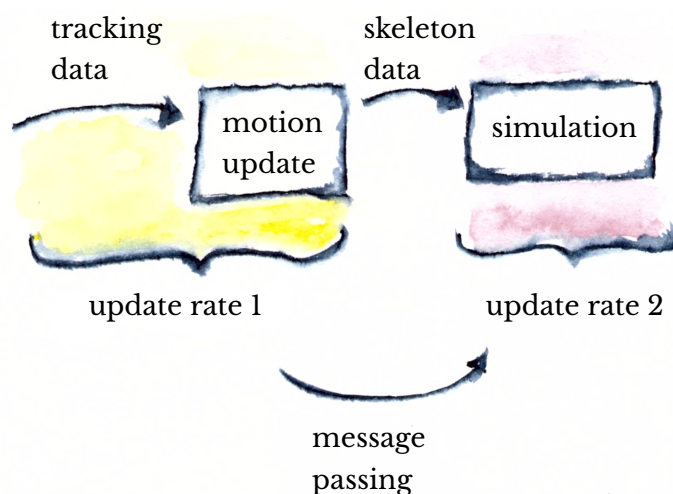 tracking
data
skeleton
data
motion
update
simulation
update rate 1
update rate 2
message
passing